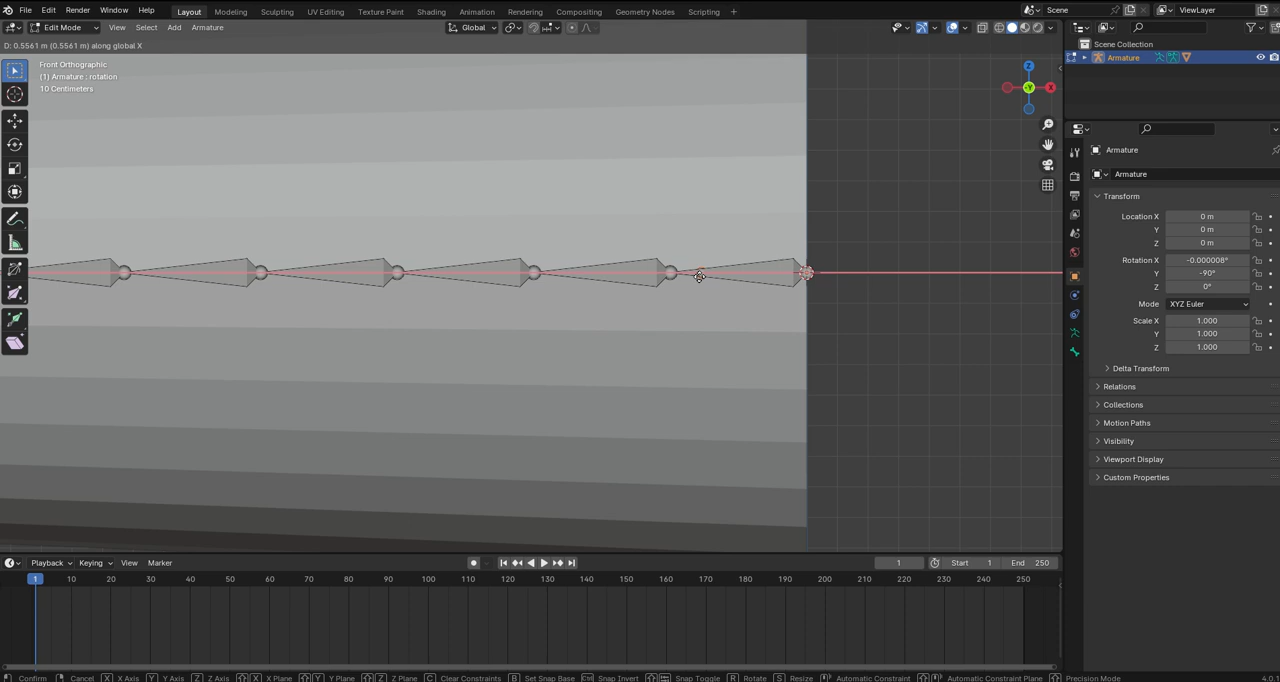 File Edit Render Window Help Layout Modeling Sculpting UV Editing Texture Paint Shading Animation Rendering Compositing Geometry Nodes Scripting + Scene ViewLayer
Edit Mode View Select Add Armature Global
D: 0.5561 m (0.5561 m) along global X
Front Orthographic
(1) Armature : rotation
10 Centimeters
Z
-Y
X
Scene Collection
Armature
Armature
Armature
Transform
Location X 0 m
Y 0 m
Z 0 m
Rotation X -0.000008°
Y -90°
Z 0°
Mode XYZ Euler
Scale X 1.000
Y 1.000
Z 1.000
Delta Transform
Relations
Collections
Motion Paths
Visibility
Viewport Display
Custom Properties
Playback Keying View Marker 1 Start 1 End 250
1 10 20 30 40 50 60 70 80 90 100 110 120 130 140 150 160 170 180 190 200 210 220 230 240 250
Confirm Cancel X X Axis Y Y Axis Z Z Axis X X Plane Y Y Plane Z Z Plane C Clear Constraints B Set Snap Base Ctrl Snap Invert Snap Toggle R Rotate S Resize Automatic Constraint Automatic Constraint Plane Precision Mode 4.0.